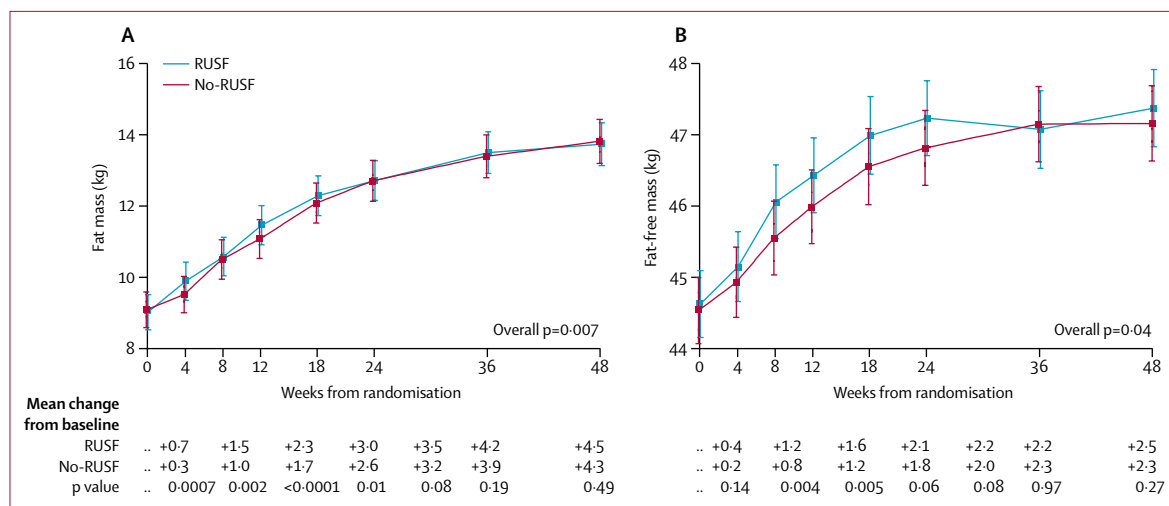 A
B
16
14
12
10
8
Fat mass (kg)
RUSF
No-RUSF
Overall p=0·007
0 4 8 12 18 24 36 48
Weeks from randomisation
48
47
46
45
44
Fat-free mass (kg)
Overall p=0·04
0 4 8 12 18 24 36 48
Weeks from randomisation
Mean change
from baseline
RUSF .. +0·7 +1·5 +2·3 +3·0 +3·5 +4·2 +4·5 .. +0·4 +1·2 +1·6 +2·1 +2·2 +2·2 +2·5
No-RUSF .. +0·3 +1·0 +1·7 +2·6 +3·2 +3·9 +4·3 .. +0·2 +0·8 +1·2 +1·8 +2·0 +2·3 +2·3
p value .. 0·0007 0·002 <0·0001 0·01 0·08 0·19 0·49 .. 0·14 0·004 0·005 0·06 0·08 0·97 0·27